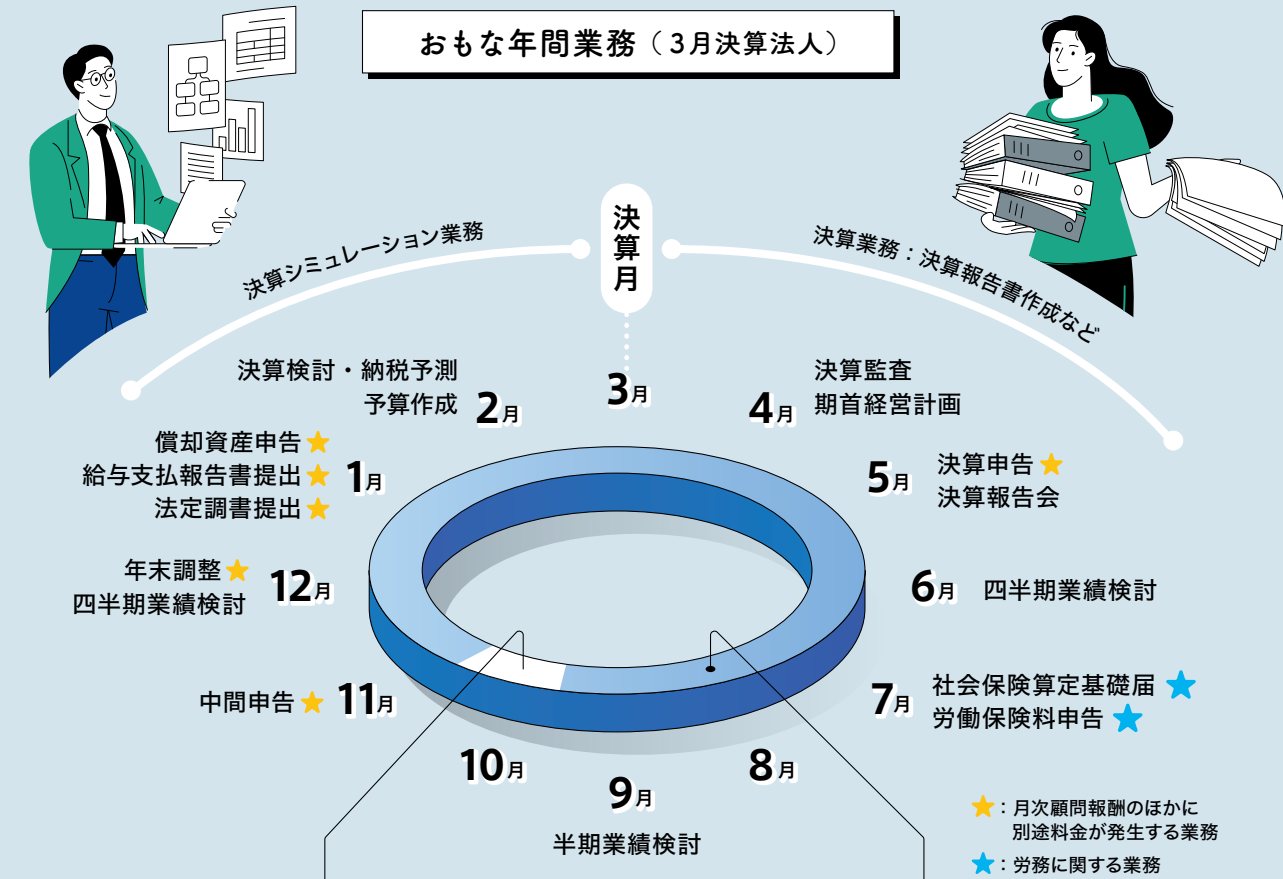 おもな年間業務（3月決算法人）
決算月
決算シミュレーション業務
決算業務：決算報告書作成など
3月
決算検討・納税予測
予算作成
2月
4月
決算監査
期首経営計画
償却資産申告★
給与支払報告書提出★
法定調書提出★
1月
5月
決算申告★
決算報告会
年末調整★
四半期業績検討
12月
6月
四半期業績検討
中間申告★
11月
7月
社会保険算定基礎届★
労働保険料申告★
10月
9月
8月
半期業績検討
★：月次顧問報酬のほかに
別途料金が発生する業務
★：労務に関する業務